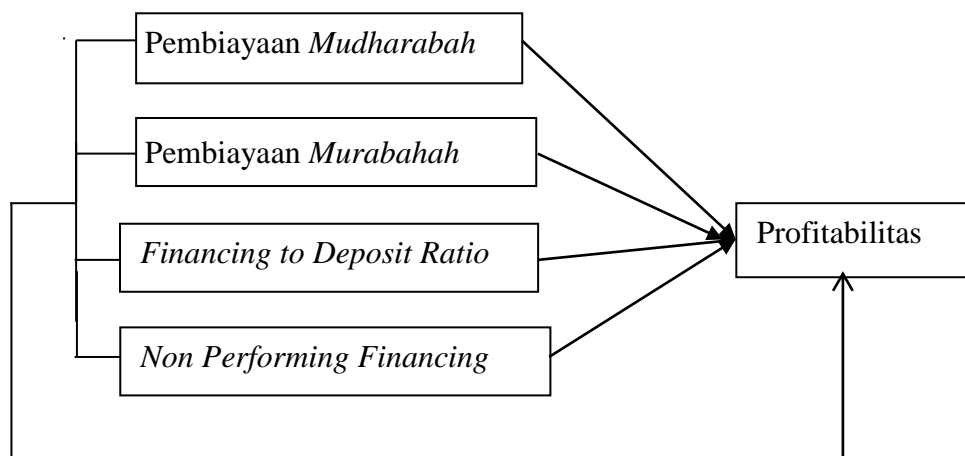 Pembiayaan Mudharabah
Pembiayaan Murabahah
Financing to Deposit Ratio
Profitabilitas
Non Performing Financing